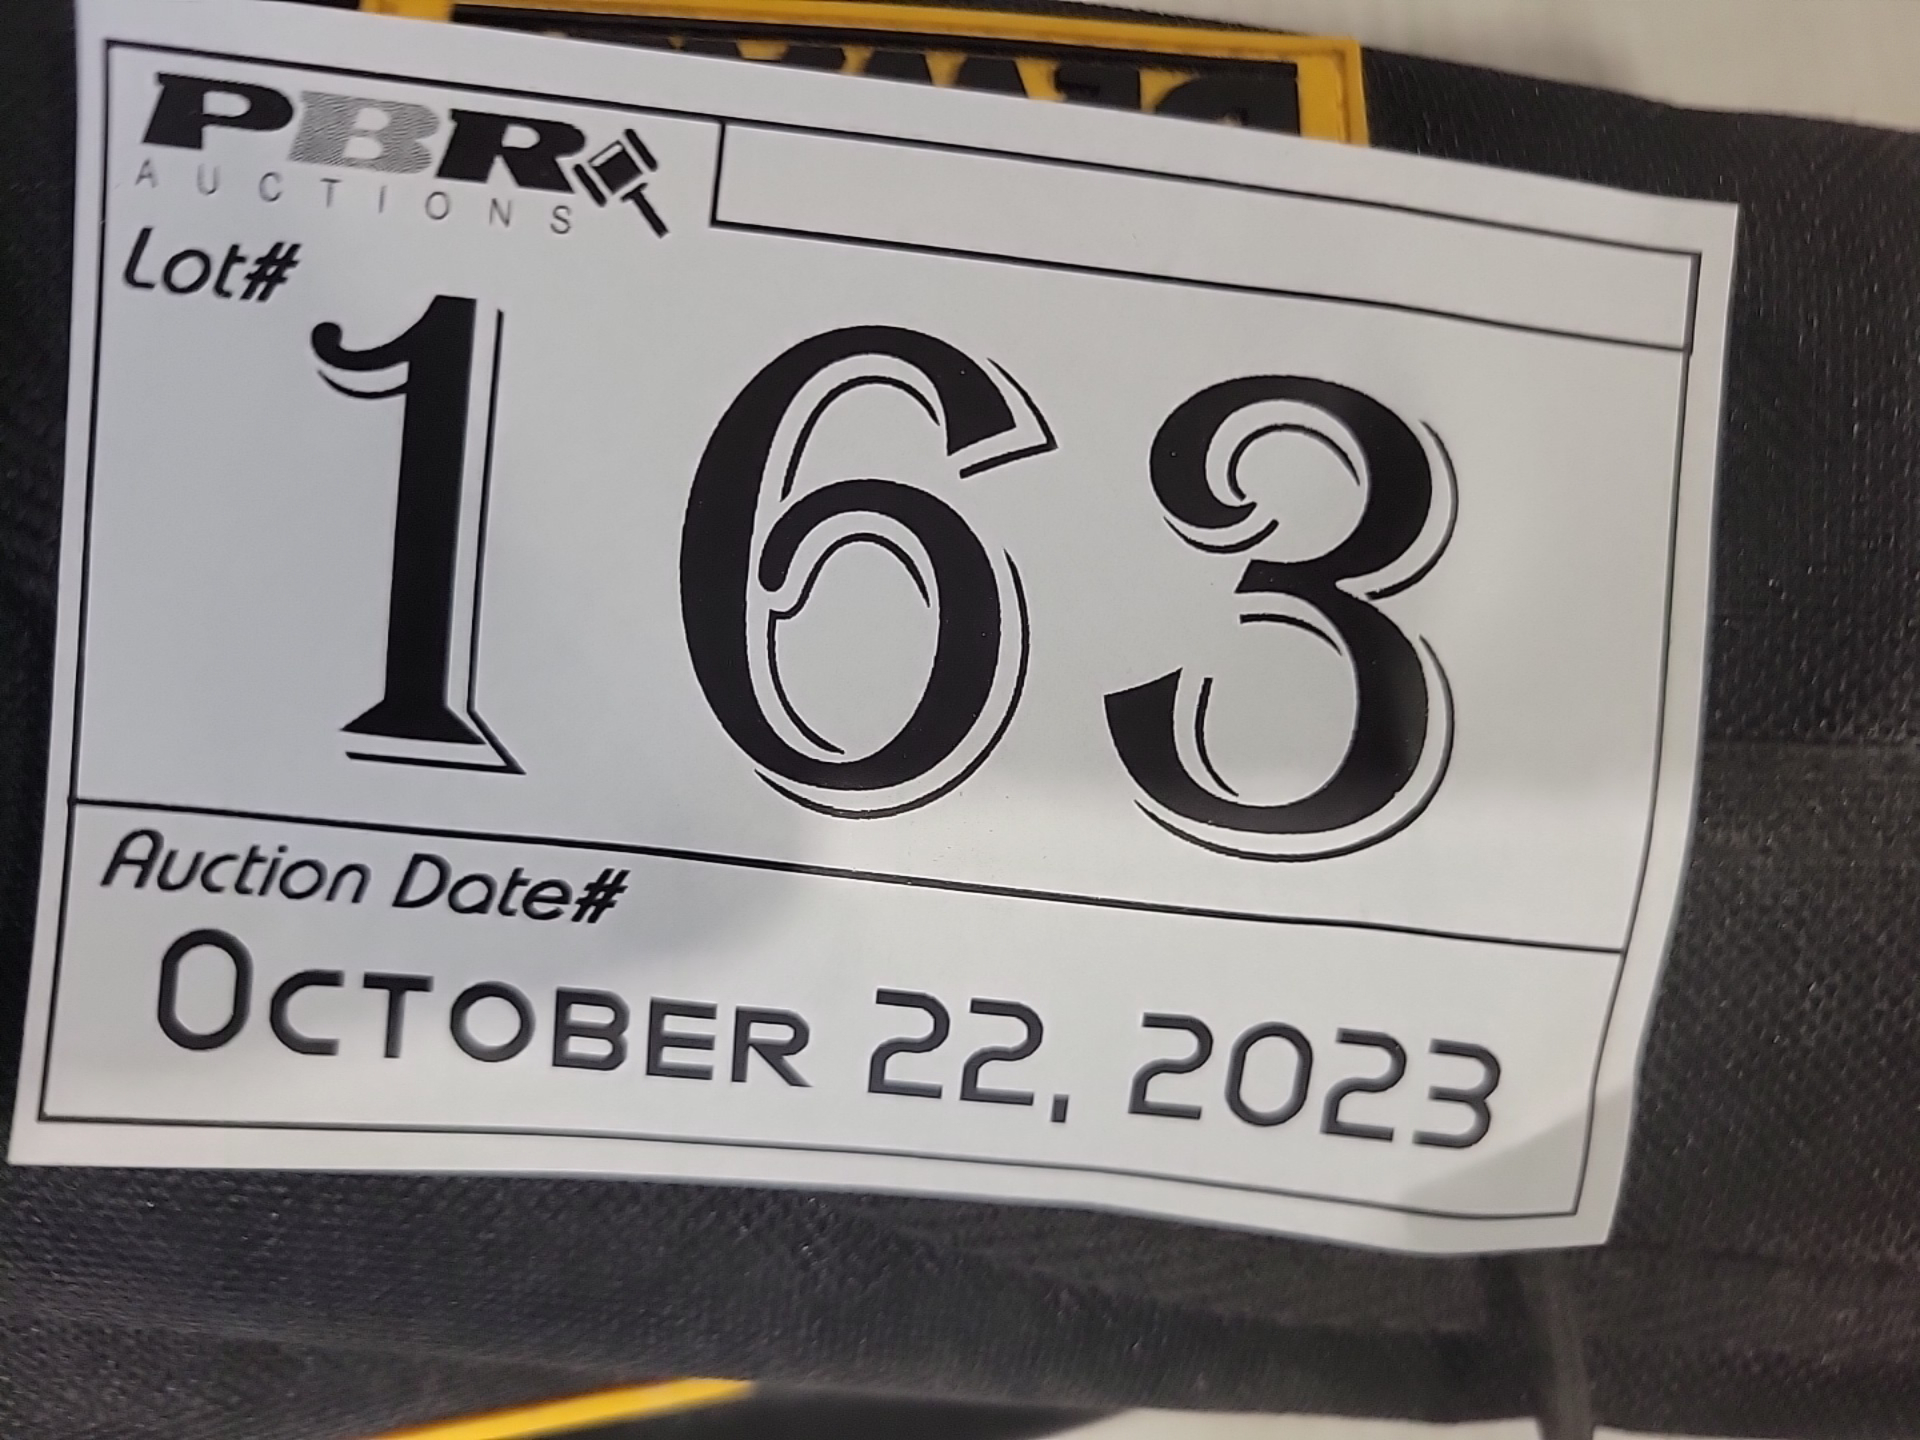 PBR
AUCTIONS
Lot#
163
Auction Date#
OCTOBER 22, 2023